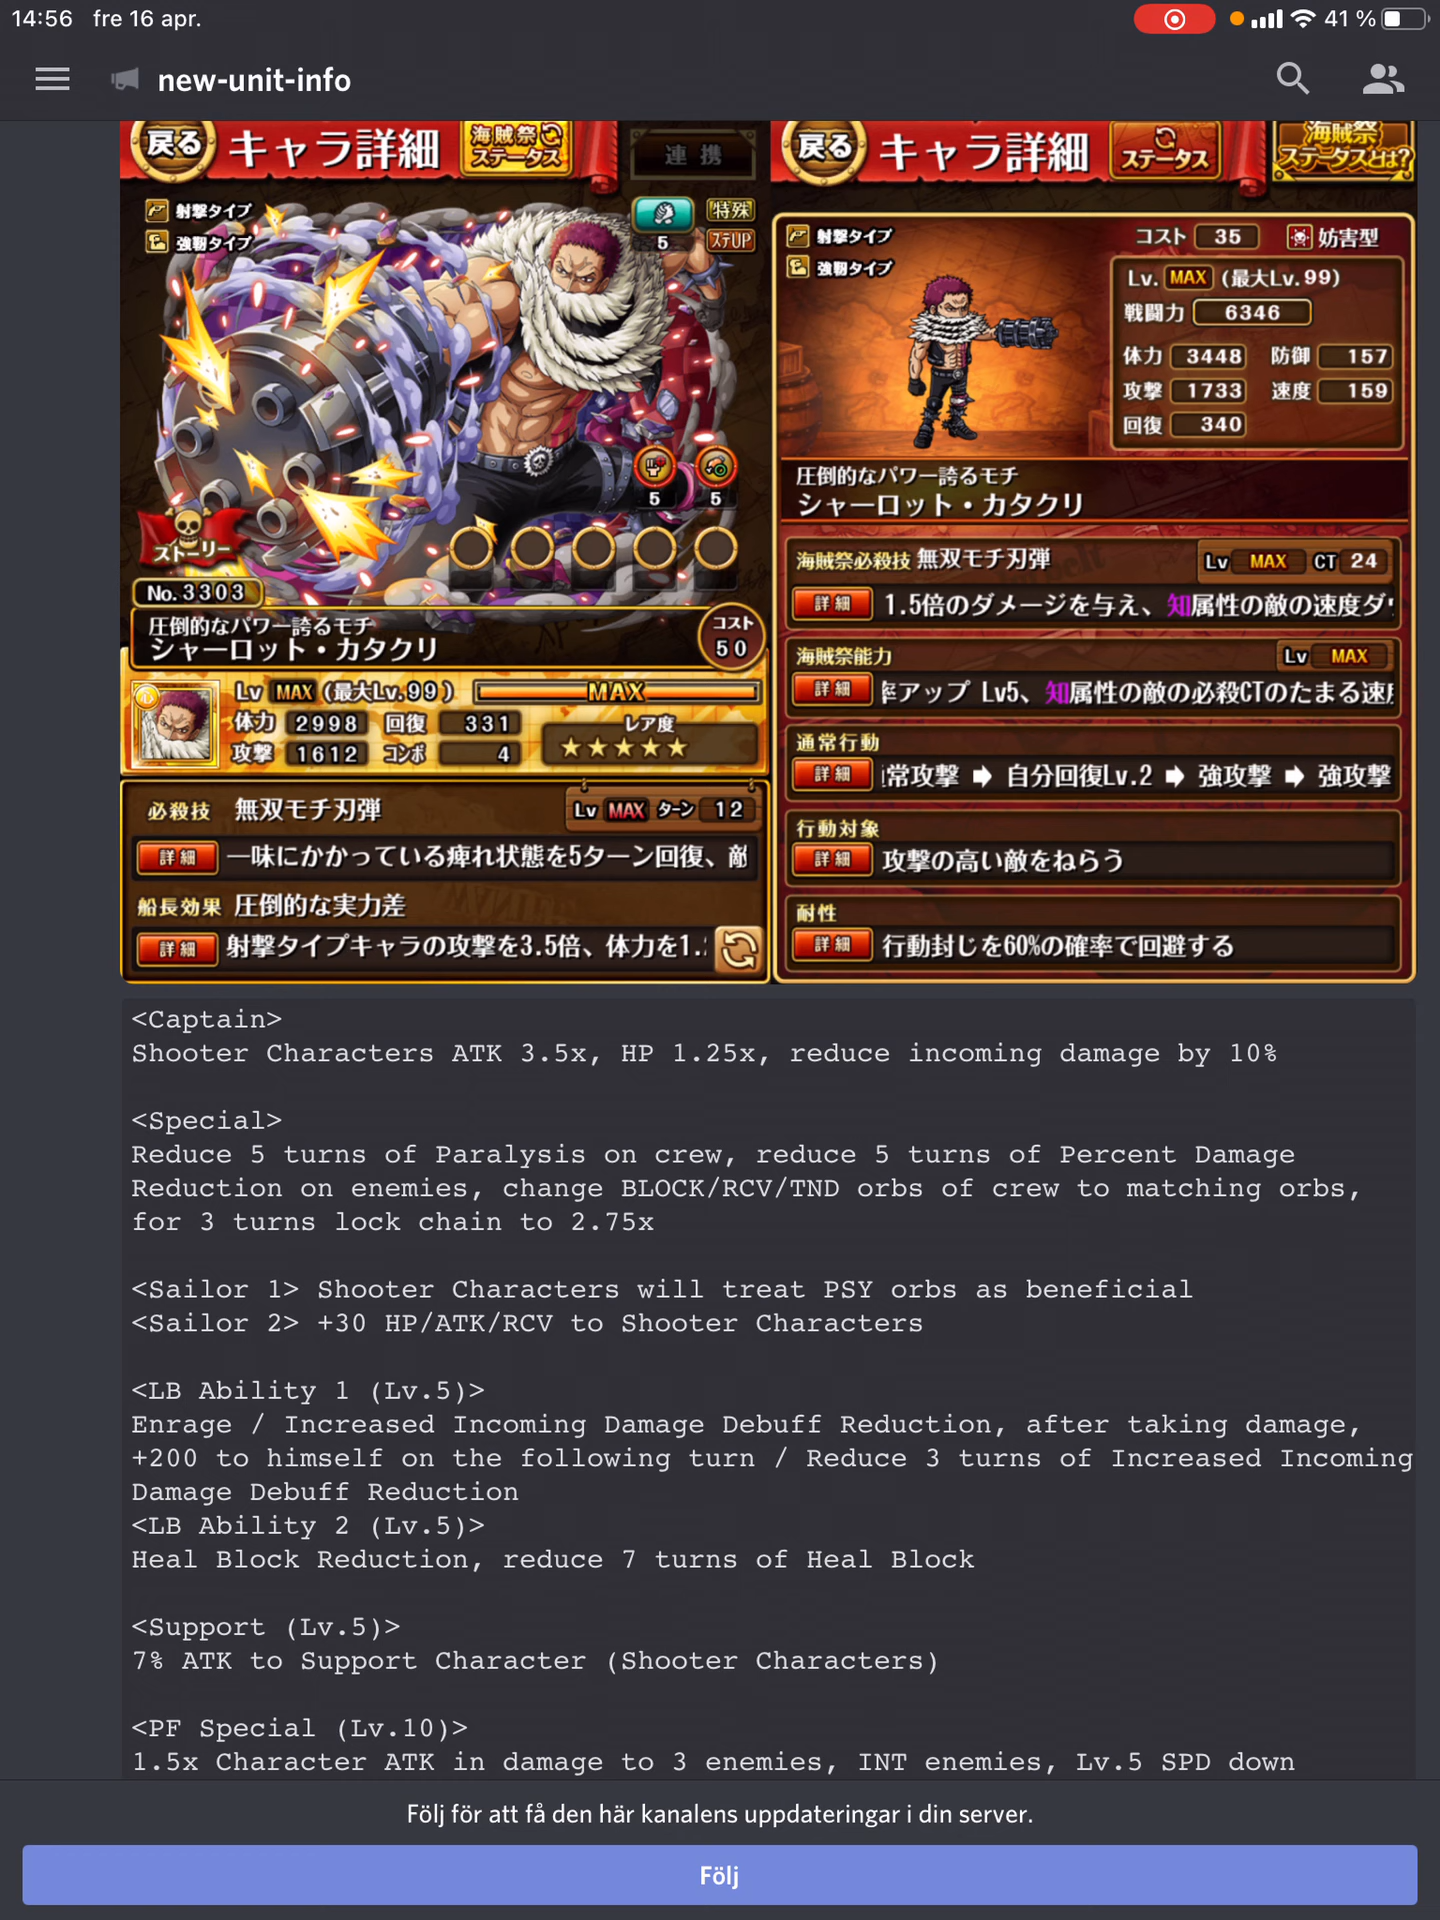 14:56 fre 16 apr.
41 %
new-unit-info
戻る
キャラ詳細
海賊祭
ステータス
連携
射撃タイプ
強靭タイプ
5
特殊
ステUP
5
5
ストーリー
No.3303
圧倒的なパワー誇るモチ
シャーロット・カタクリ
コスト
50
Lv MAX (最大Lv.99) MAX
体力 2998 回復 331
レア度
攻撃 1612 コンボ 4
★★★★★
必殺技 無双モチ刃弾
Lv MAX ターン 12
詳細 一味にかかっている痺れ状態を5ターン回復、敵
船長効果 圧倒的な実力差
詳細 射撃タイプキャラの攻撃を3.5倍、体力を1.
戻る
キャラ詳細
ステータス
海賊祭
ステータスとは?
射撃タイプ
強靭タイプ
コスト 35 妨害型
Lv. MAX (最大Lv.99)
戦闘力 6346
体力 3448 防御 157
攻撃 1733 速度 159
回復 340
圧倒的なパワー誇るモチ
シャーロット・カタクリ
海賊祭必殺技 無双モチ刃弾 Lv MAX CT 24
詳細 1.5倍のダメージを与え、知属性の敵の速度ダウ
海賊祭能力 Lv MAX
詳細 率アップ Lv5、知属性の敵の必殺CTのたまる速
通常行動
詳細 常攻撃 ➡ 自分回復Lv.2 ➡ 強攻撃 ➡ 強攻撃
行動対象
詳細 攻撃の高い敵をねらう
耐性
詳細 行動封じを60%の確率で回避する
<Captain>
Shooter Characters ATK 3.5x, HP 1.25x, reduce incoming damage by 10%
<Special>
Reduce 5 turns of Paralysis on crew, reduce 5 turns of Percent Damage
Reduction on enemies, change BLOCK/RCV/TND orbs of crew to matching orbs,
for 3 turns lock chain to 2.75x
<Sailor 1> Shooter Characters will treat PSY orbs as beneficial
<Sailor 2> +30 HP/ATK/RCV to Shooter Characters
<LB Ability 1 (Lv.5)>
Enrage / Increased Incoming Damage Debuff Reduction, after taking damage,
+200 to himself on the following turn / Reduce 3 turns of Increased Incoming
Damage Debuff Reduction
<LB Ability 2 (Lv.5)>
Heal Block Reduction, reduce 7 turns of Heal Block
<Support (Lv.5)>
7% ATK to Support Character (Shooter Characters)
<PF Special (Lv.10)>
1.5x Character ATK in damage to 3 enemies, INT enemies, Lv.5 SPD down
Följ för att få den här kanalens uppdateringar i din server.
Följ